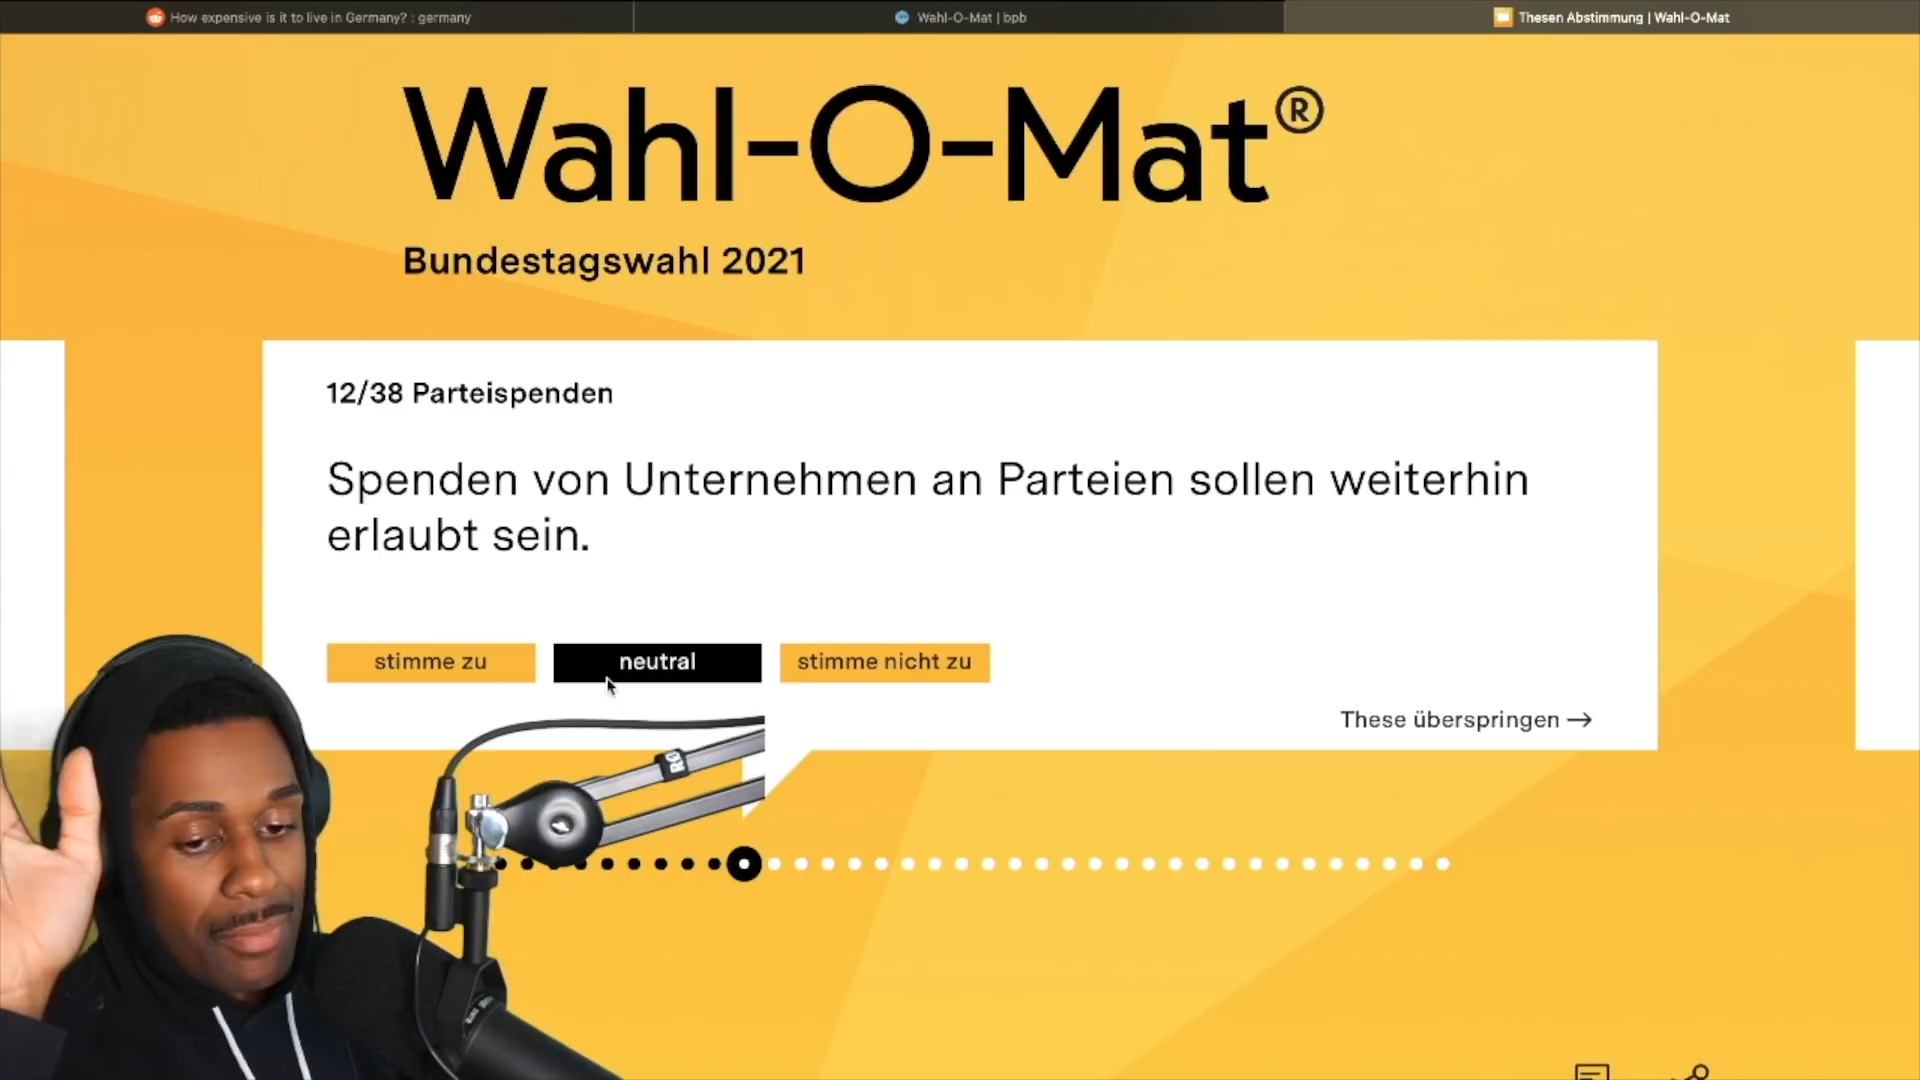 How expensive is it to live in Germany? : germany
Wahl-O-Mat | bpb
Thesen Abstimmung | Wahl-O-Mat
Wahl-O-Mat®
Bundestagswahl 2021
12/38 Parteispenden
Spenden von Unternehmen an Parteien sollen weiterhin
erlaubt sein.
stimme zu
neutral
stimme nicht zu
These überspringen →